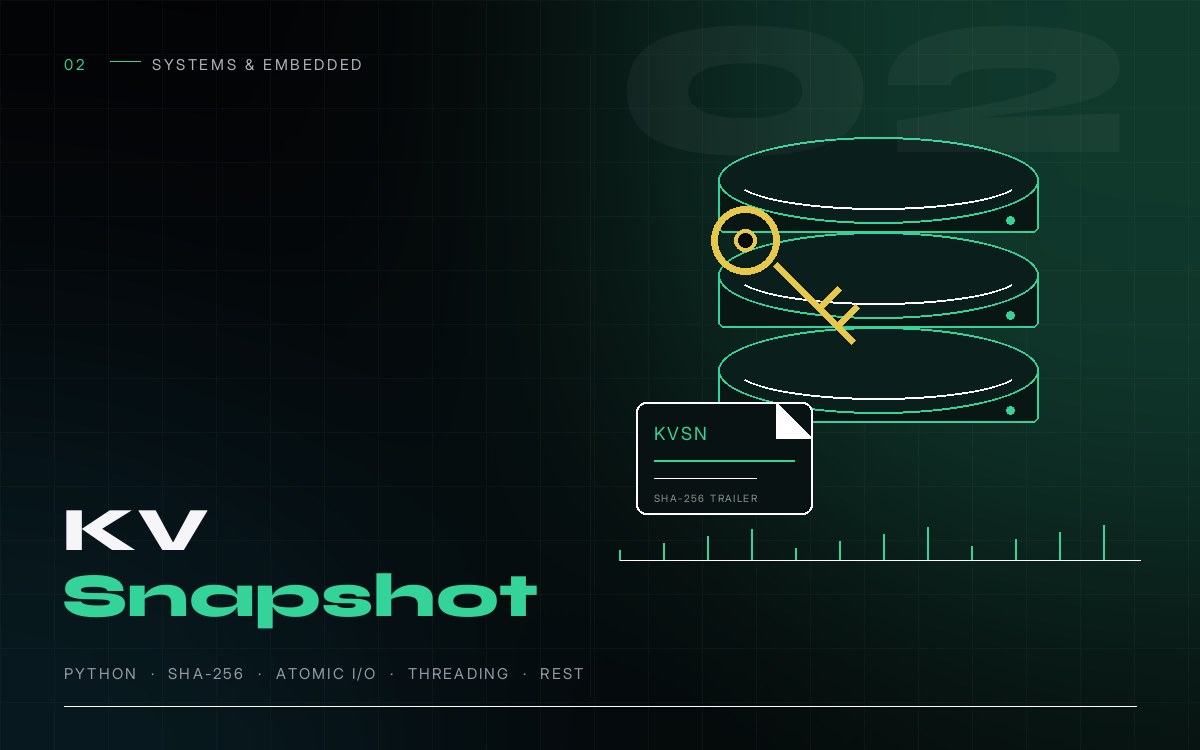 02 SYSTEMS & EMBEDDED
02
KVSN
SHA-256 TRAILER
KV
Snapshot
PYTHON · SHA-256 · ATOMIC I/O · THREADING · REST